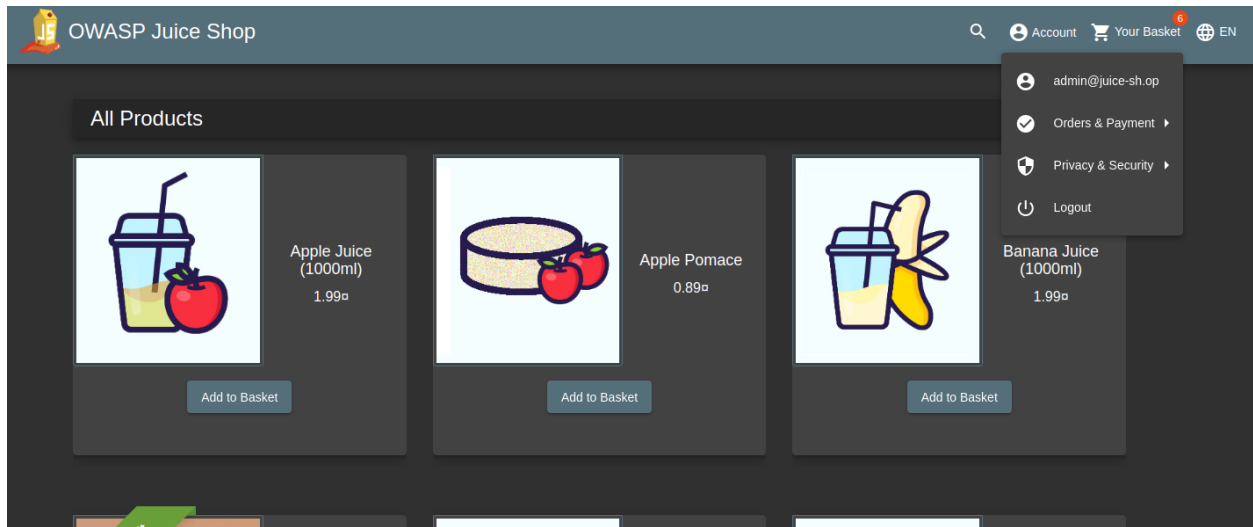 OWASP Juice Shop
Account
6
Your Basket
EN
admin@juice-sh.op
Orders & Payment
Privacy & Security
Logout
All Products
Apple Juice
(1000ml)
1.99¤
Add to Basket
Apple Pomace
0.89¤
Add to Basket
Banana Juice
(1000ml)
1.99¤
Add to Basket